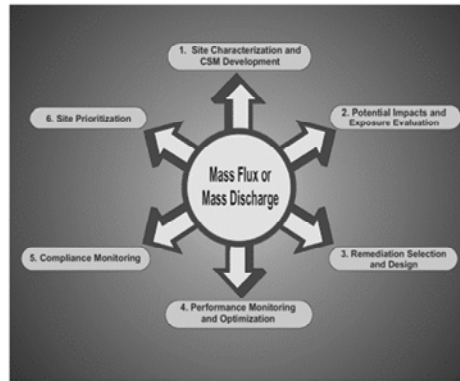 1. Site Characterization and
CSM Development
2. Potential Impacts and
Exposure Evaluation
3. Remediation Selection
and Design
4. Performance Monitoring
and Optimization
5. Compliance Monitoring
6. Site Prioritization
Mass Flux or
Mass Discharge